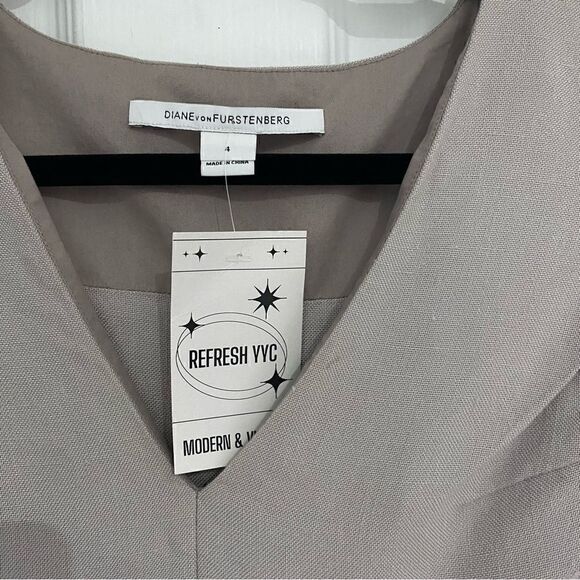 DIANE VON FURSTENBERG
4
MADE IN CHINA
REFRESH YYC
MODERN &